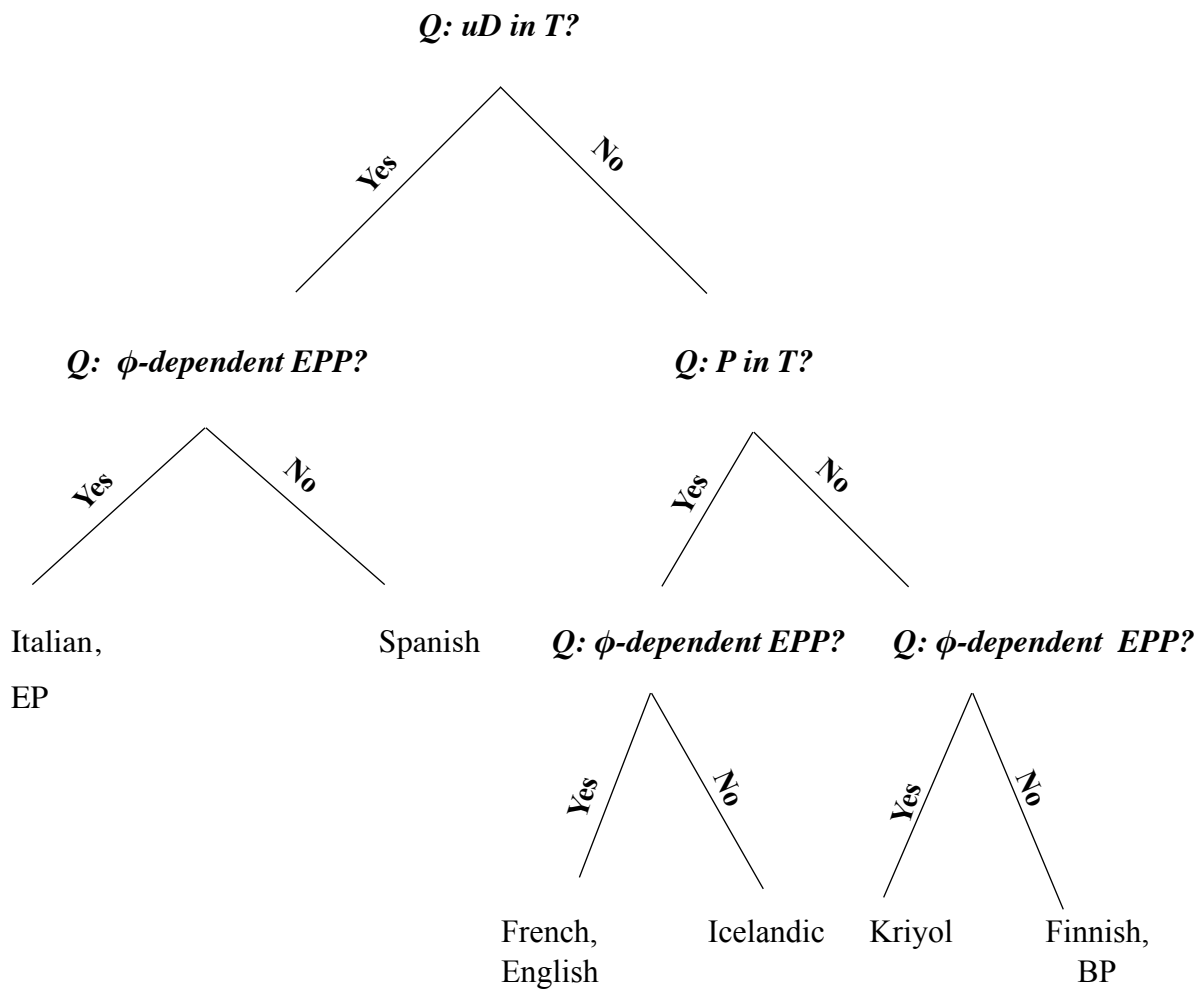 Q: uD in T?
Yes
No
Q: ϕ-dependent EPP?
Q: P in T?
Yes
No
Yes
No
Italian,
EP
Spanish
Q: ϕ-dependent EPP?
Q: ϕ-dependent EPP?
Yes
No
Yes
No
French,
English
Icelandic
Kriyol
Finnish,
BP